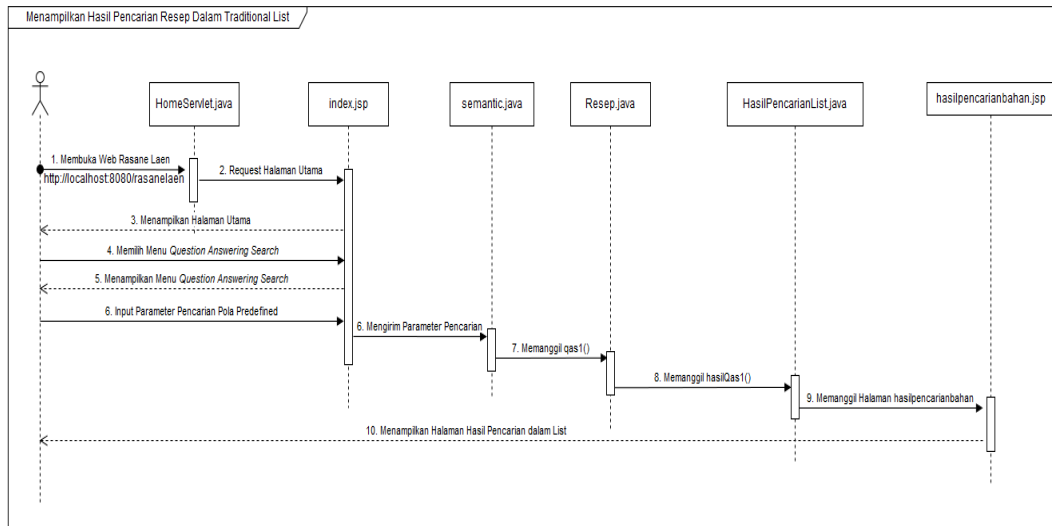 Menampilkan Hasil Pencarian Resep Dalam Traditional List
HomeServlet.java
index.jsp
semantic.java
Resep.java
HasilPencarianList.java
hasilpencarianbahan.jsp
1. Membuka Web Rasane Laen
http://localhost:8080/rasanelaen
2. Request Halaman Utama
3. Menampilkan Halaman Utama
4. Memilih Menu Question Answering Search
5. Menampilkan Menu Question Answering Search
6. Input Parameter Pencarian Pola Predefined
6. Mengirim Parameter Pencarian
7. Memanggil qas1()
8. Memanggil hasilQas1()
9. Memanggil Halaman hasilpencarianbahan
10. Menampilkan Halaman Hasil Pencarian dalam List